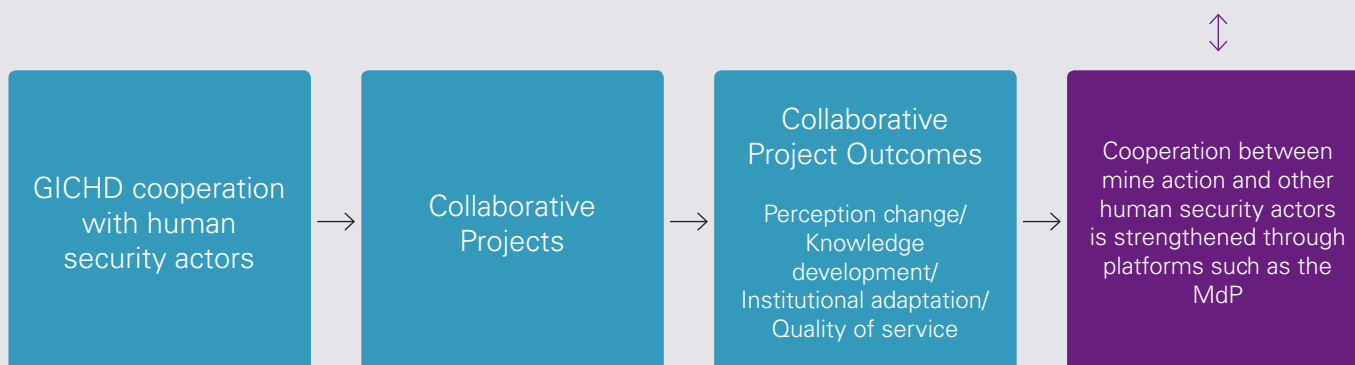 GICHD cooperation
with human
security actors
Collaborative
Projects
Collaborative
Project Outcomes
Perception change/
Knowledge
development/
Institutional adaptation/
Quality of service
Cooperation between
mine action and other
human security actors
is strengthened through
platforms such as the
MdP